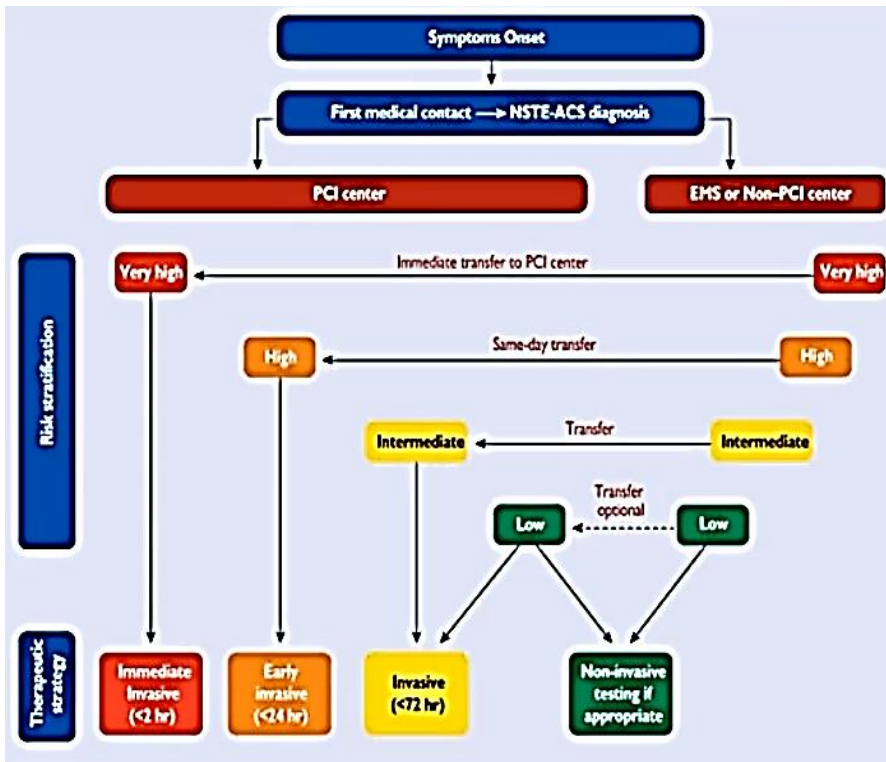 Symptoms Onset
First medical contact → NSTE-ACS diagnosis
PCI center
EMS or Non-PCI center
Risk stratification
Very high
Immediate transfer to PCI center
Very high
High
Same-day transfer
High
Intermediate
Transfer
Intermediate
Low
Transfer
optional
Low
Therapeutic
strategy
Immediate
Invasive
(<2 hr)
Early
invasive
(<24 hr)
Invasive
(<72 hr)
Non-invasive
testing if
appropriate